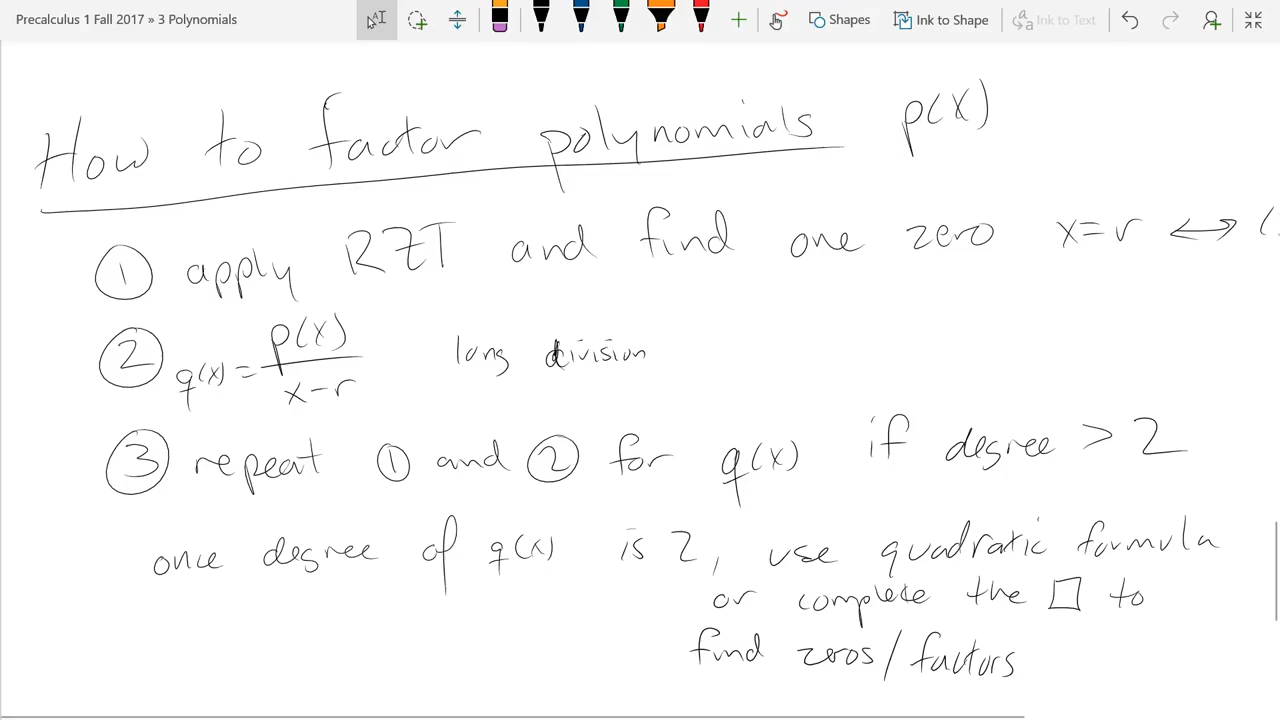 Precalculus 1 Fall 2017 » 3 Polynomials
Shapes Ink to Shape Ink to Text
How to factor polynomials p(x)
① apply RZT and find one zero x=r ↔ (
② q(x) = p(x) / x-r long division
③ repeat ① and ② for q(x) if degree > 2
once degree of q(x) is 2, use quadratic formula
or complete the □ to
find zeros/factors